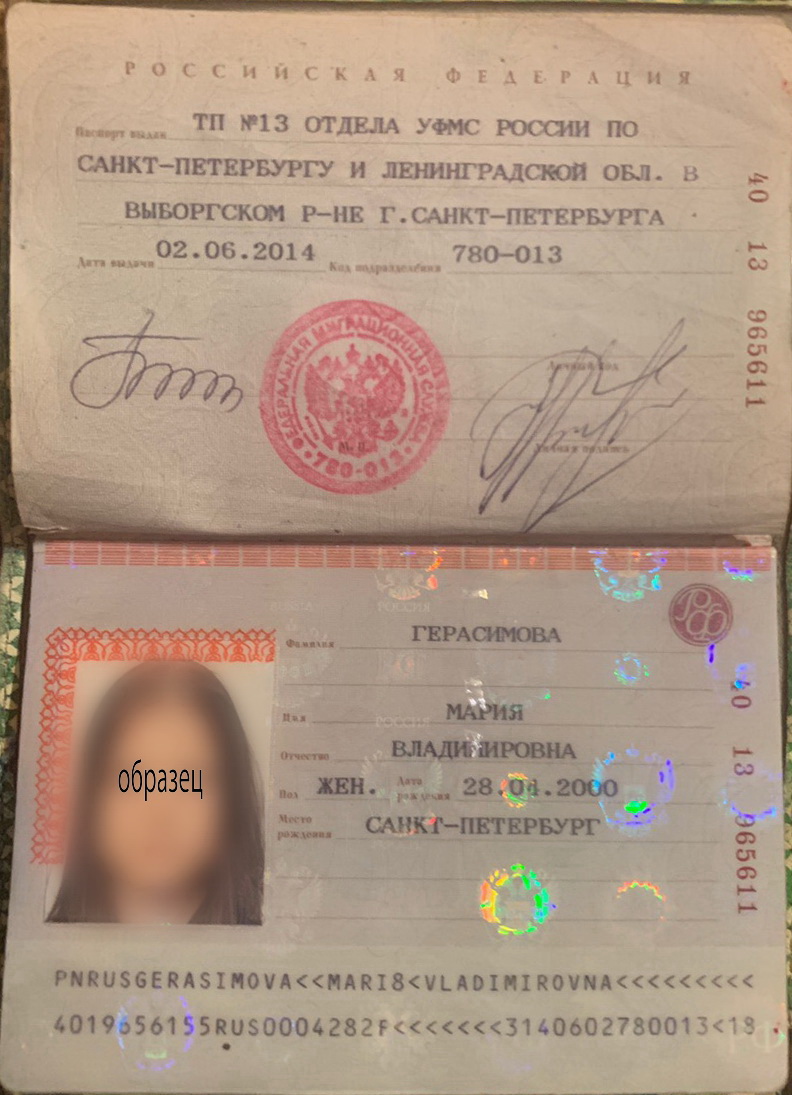 РОССИЙСКАЯ ФЕДЕРАЦИЯ
Паспорт выдан ТП №13 ОТДЕЛА УФМС РОССИИ ПО
САНКТ-ПЕТЕРБУРГУ И ЛЕНИНГРАДСКОЙ ОБЛ. В
ВЫБОРГСКОМ Р-НЕ Г.САНКТ-ПЕТЕРБУРГА
Дата выдачи 02.06.2014 Код подразделения 780-013
40 13 965611
ФЕДЕРАЛЬНАЯ МИГРАЦИОННАЯ СЛУЖБА
• 780-013 •
М. П.
Личный код
Личная подпись
РОССИЯ
РФ
Фамилия ГЕРАСИМОВА
Имя МАРИЯ
РОССИЯ
Отчество ВЛАДИМИРОВНА
Пол ЖЕН. Дата рождения 28.04.2000
Место рождения САНКТ-ПЕТЕРБУРГ
образец
40 13 965611
PNRUSGERASIMOVA<<MARI8<VLADIMIROVNA<<<<<<<<<
4019656155RUS0004282F<<<<<<<3140602780013<18